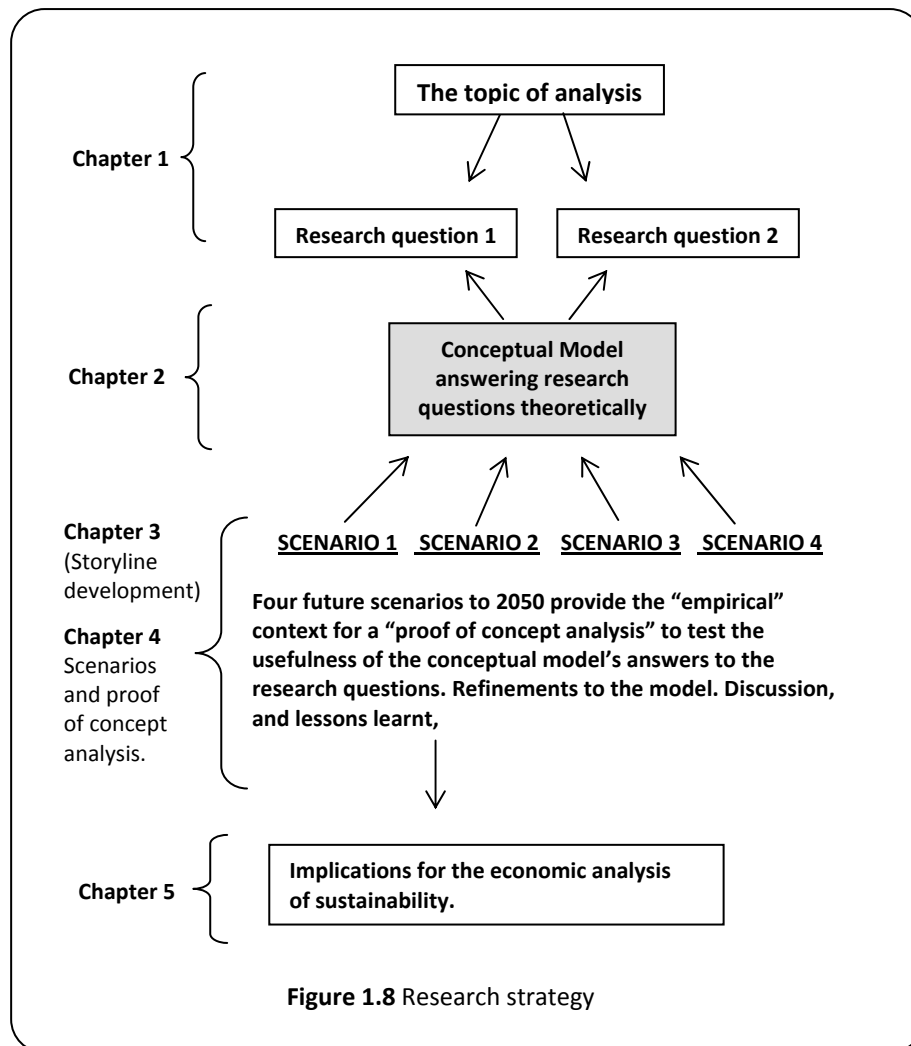 The topic of analysis
Chapter 1
Research question 1
Research question 2
Conceptual Model
answering research
questions theoretically
Chapter 2
Chapter 3
(Storyline
development)
Chapter 4
Scenarios
and proof
of concept
analysis.
SCENARIO 1 SCENARIO 2 SCENARIO 3 SCENARIO 4
Four future scenarios to 2050 provide the “empirical”
context for a “proof of concept analysis” to test the
usefulness of the conceptual model’s answers to the
research questions. Refinements to the model. Discussion,
and lessons learnt,
Chapter 5
Implications for the economic analysis
of sustainability.
Figure 1.8 Research strategy